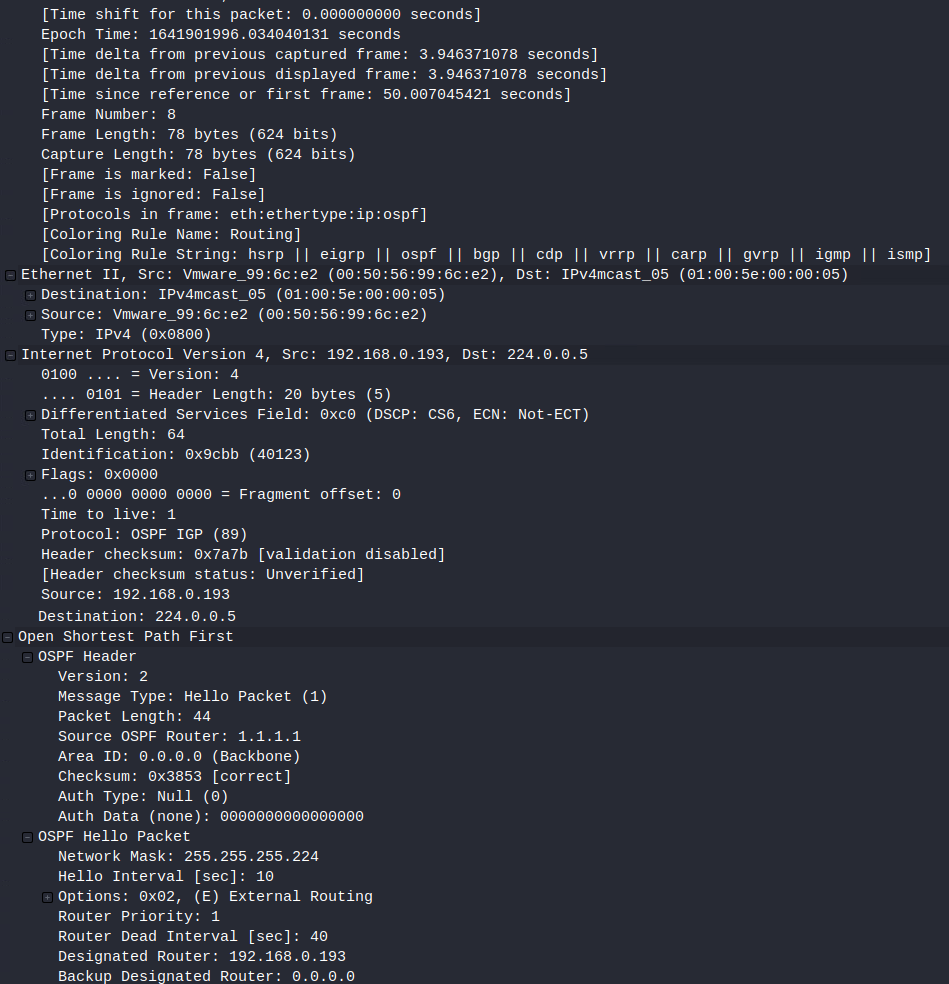 [Time shift for this packet: 0.000000000 seconds]
Epoch Time: 1641901996.034040131 seconds
[Time delta from previous captured frame: 3.946371078 seconds]
[Time delta from previous displayed frame: 3.946371078 seconds]
[Time since reference or first frame: 50.007045421 seconds]
Frame Number: 8
Frame Length: 78 bytes (624 bits)
Capture Length: 78 bytes (624 bits)
[Frame is marked: False]
[Frame is ignored: False]
[Protocols in frame: eth:ethertype:ip:ospf]
[Coloring Rule Name: Routing]
[Coloring Rule String: hsrp || eigrp || ospf || bgp || cdp || vrrp || carp || gvrp || igmp || ismp]
Ethernet II, Src: Vmware_99:6c:e2 (00:50:56:99:6c:e2), Dst: IPv4mcast_05 (01:00:5e:00:00:05)
Destination: IPv4mcast_05 (01:00:5e:00:00:05)
Source: Vmware_99:6c:e2 (00:50:56:99:6c:e2)
Type: IPv4 (0x0800)
Internet Protocol Version 4, Src: 192.168.0.193, Dst: 224.0.0.5
0100 .... = Version: 4
.... 0101 = Header Length: 20 bytes (5)
Differentiated Services Field: 0xc0 (DSCP: CS6, ECN: Not-ECT)
Total Length: 64
Identification: 0x9cbb (40123)
Flags: 0x0000
...0 0000 0000 0000 = Fragment offset: 0
Time to live: 1
Protocol: OSPF IGP (89)
Header checksum: 0x7a7b [validation disabled]
[Header checksum status: Unverified]
Source: 192.168.0.193
Destination: 224.0.0.5
Open Shortest Path First
OSPF Header
Version: 2
Message Type: Hello Packet (1)
Packet Length: 44
Source OSPF Router: 1.1.1.1
Area ID: 0.0.0.0 (Backbone)
Checksum: 0x3853 [correct]
Auth Type: Null (0)
Auth Data (none): 0000000000000000
OSPF Hello Packet
Network Mask: 255.255.255.224
Hello Interval [sec]: 10
Options: 0x02, (E) External Routing
Router Priority: 1
Router Dead Interval [sec]: 40
Designated Router: 192.168.0.193
Backup Designated Router: 0.0.0.0